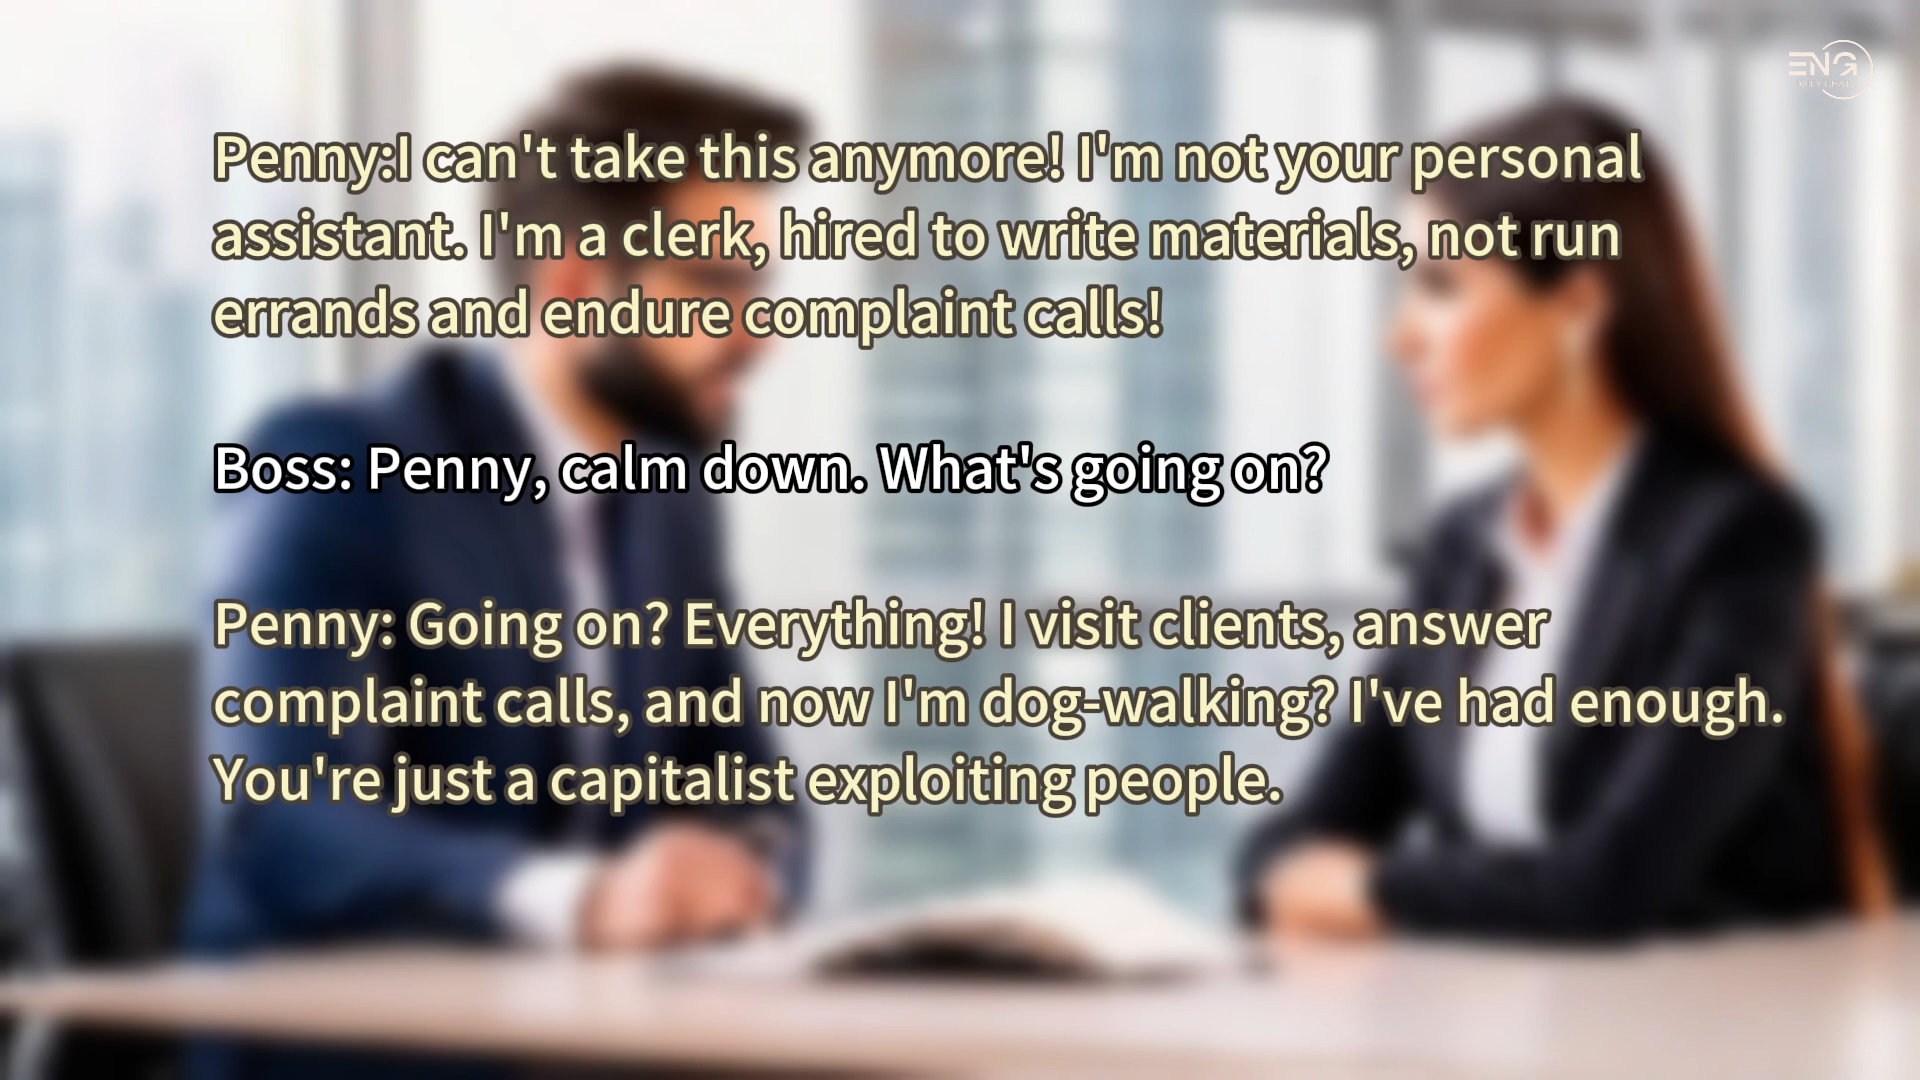 ENG
DAILY CHAT
Penny:I can't take this anymore! I'm not your personal
assistant. I'm a clerk, hired to write materials, not run
errands and endure complaint calls!
Boss: Penny, calm down. What's going on?
Penny: Going on? Everything! I visit clients, answer
complaint calls, and now I'm dog-walking? I've had enough.
You're just a capitalist exploiting people.